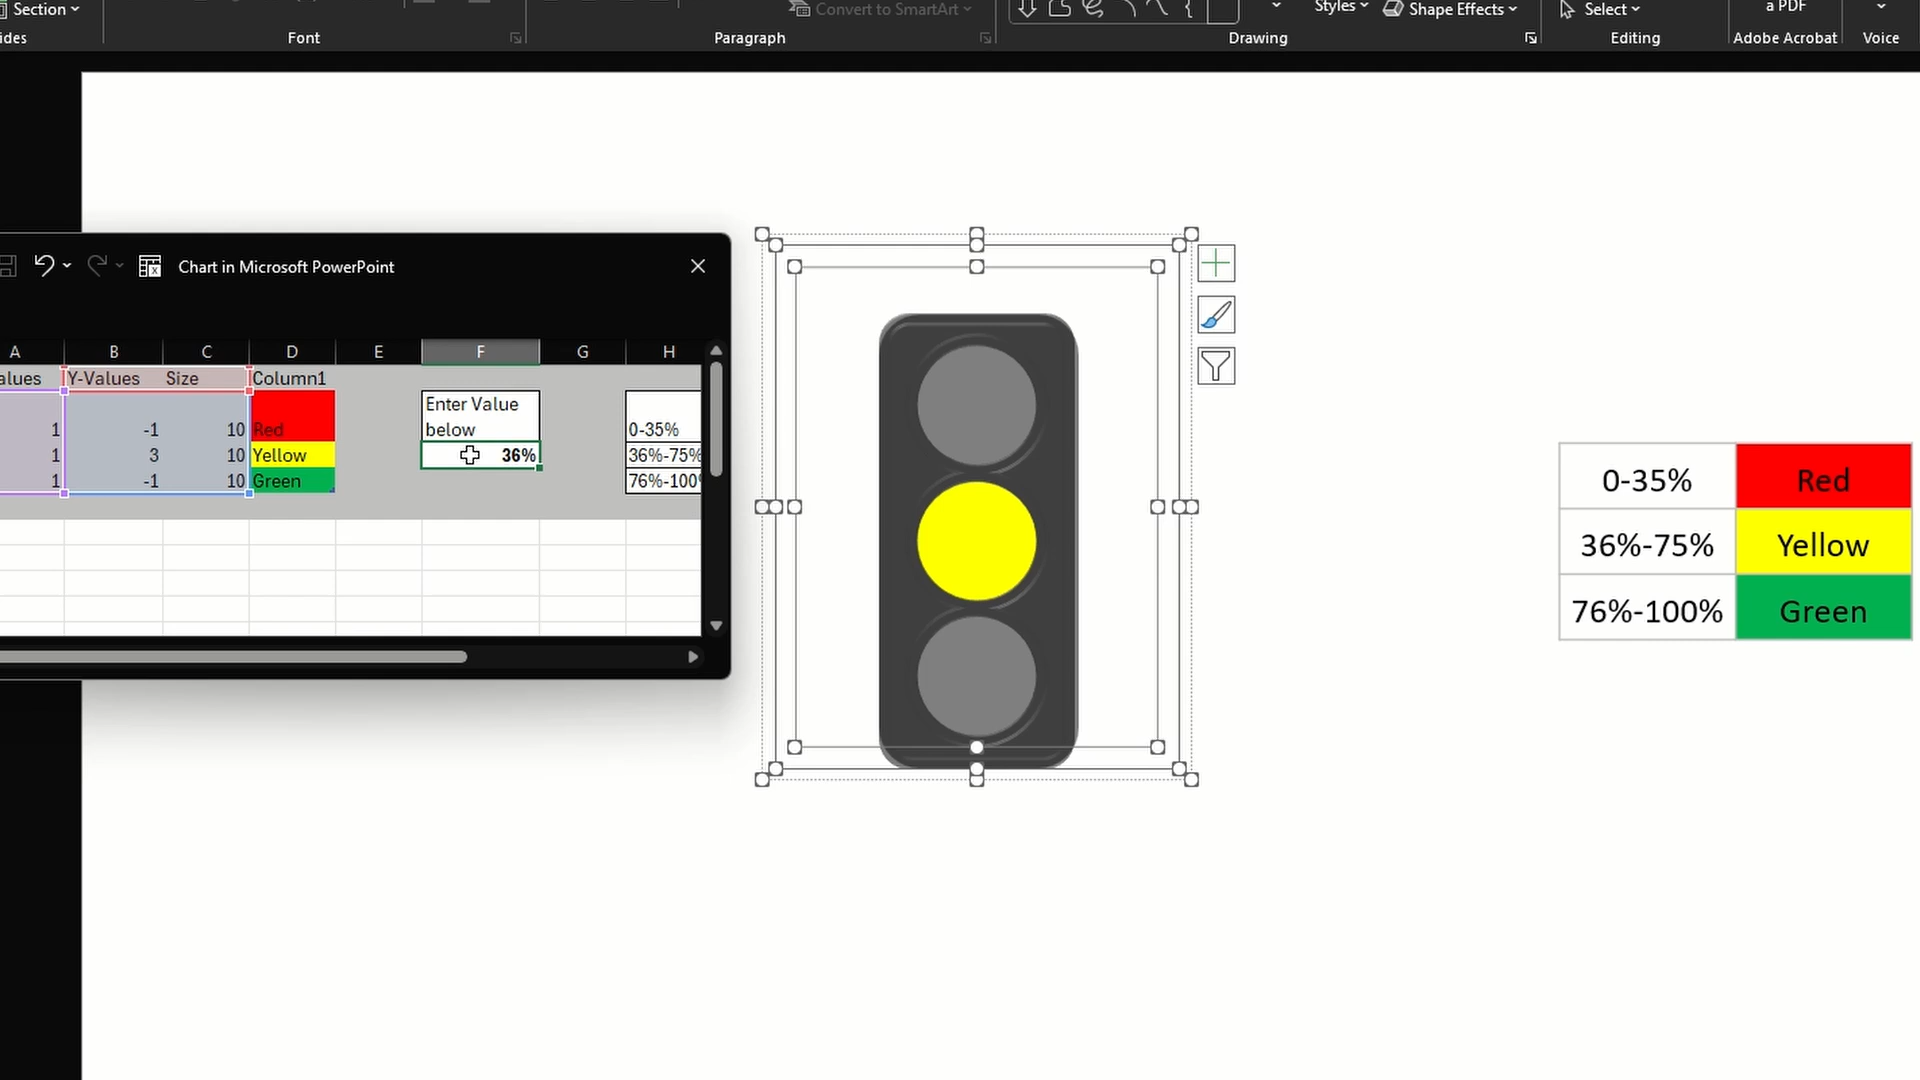 Section
Convert to SmartArt
Styles
Shape Effects
Select
a PDF
ides
Font
Paragraph
Drawing
Editing
Adobe Acrobat
Voice
Chart in Microsoft PowerPoint
A B C D E F G H
alues Y-Values Size Column1
Enter Value
below
1 -1 10 Red 0-35%
1 3 10 Yellow 36% 36%-75%
1 -1 10 Green 76%-100
0-35% Red
36%-75% Yellow
76%-100% Green